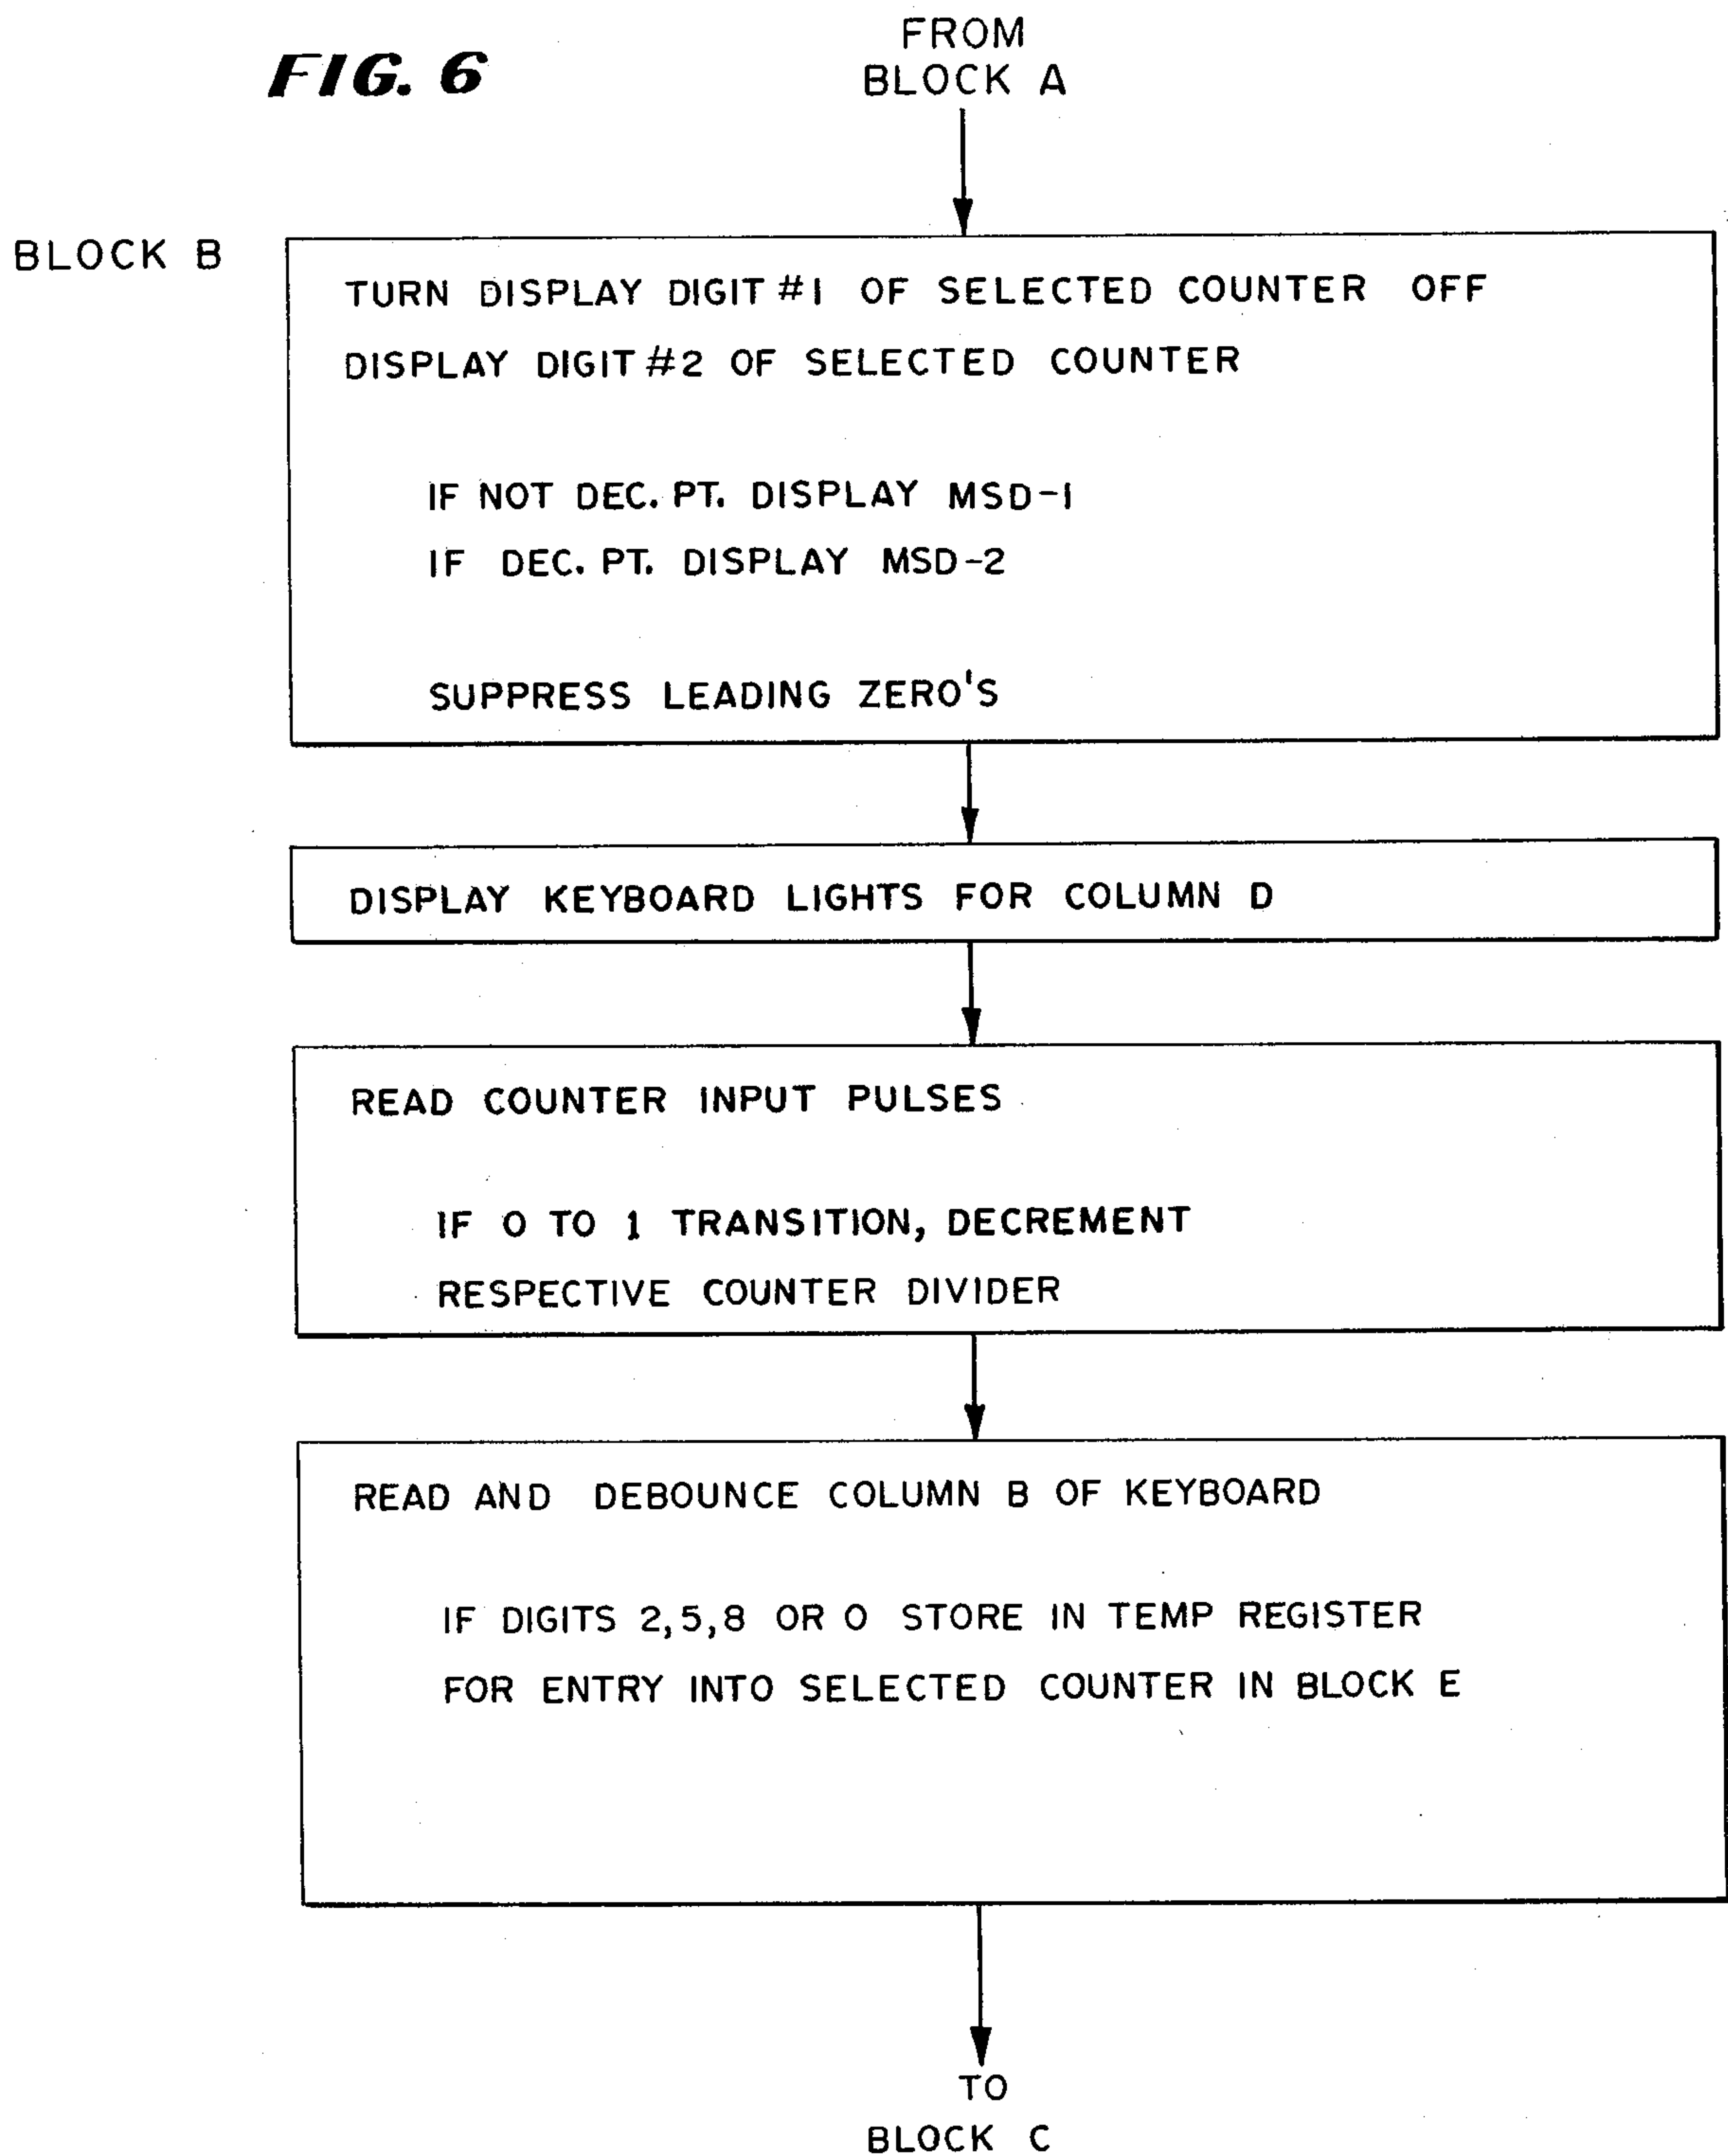 FIG. 6
FROM
BLOCK A
BLOCK B
TURN DISPLAY DIGIT #1 OF SELECTED COUNTER OFF
DISPLAY DIGIT #2 OF SELECTED COUNTER
IF NOT DEC. PT. DISPLAY MSD-1
IF DEC. PT. DISPLAY MSD-2
SUPPRESS LEADING ZERO'S
DISPLAY KEYBOARD LIGHTS FOR COLUMN D
READ COUNTER INPUT PULSES
IF 0 TO 1 TRANSITION, DECREMENT
RESPECTIVE COUNTER DIVIDER
READ AND DEBOUNCE COLUMN B OF KEYBOARD
IF DIGITS 2,5,8 OR 0 STORE IN TEMP REGISTER
FOR ENTRY INTO SELECTED COUNTER IN BLOCK E
TO
BLOCK C